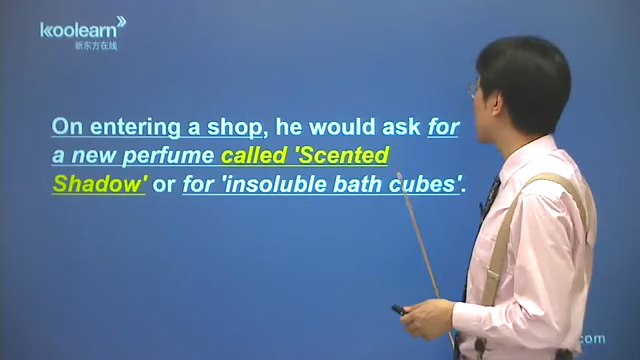 koolearn
新东方在线
On entering a shop, he would ask for
a new perfume called 'Scented
Shadow' or for 'insoluble bath cubes'.
.com